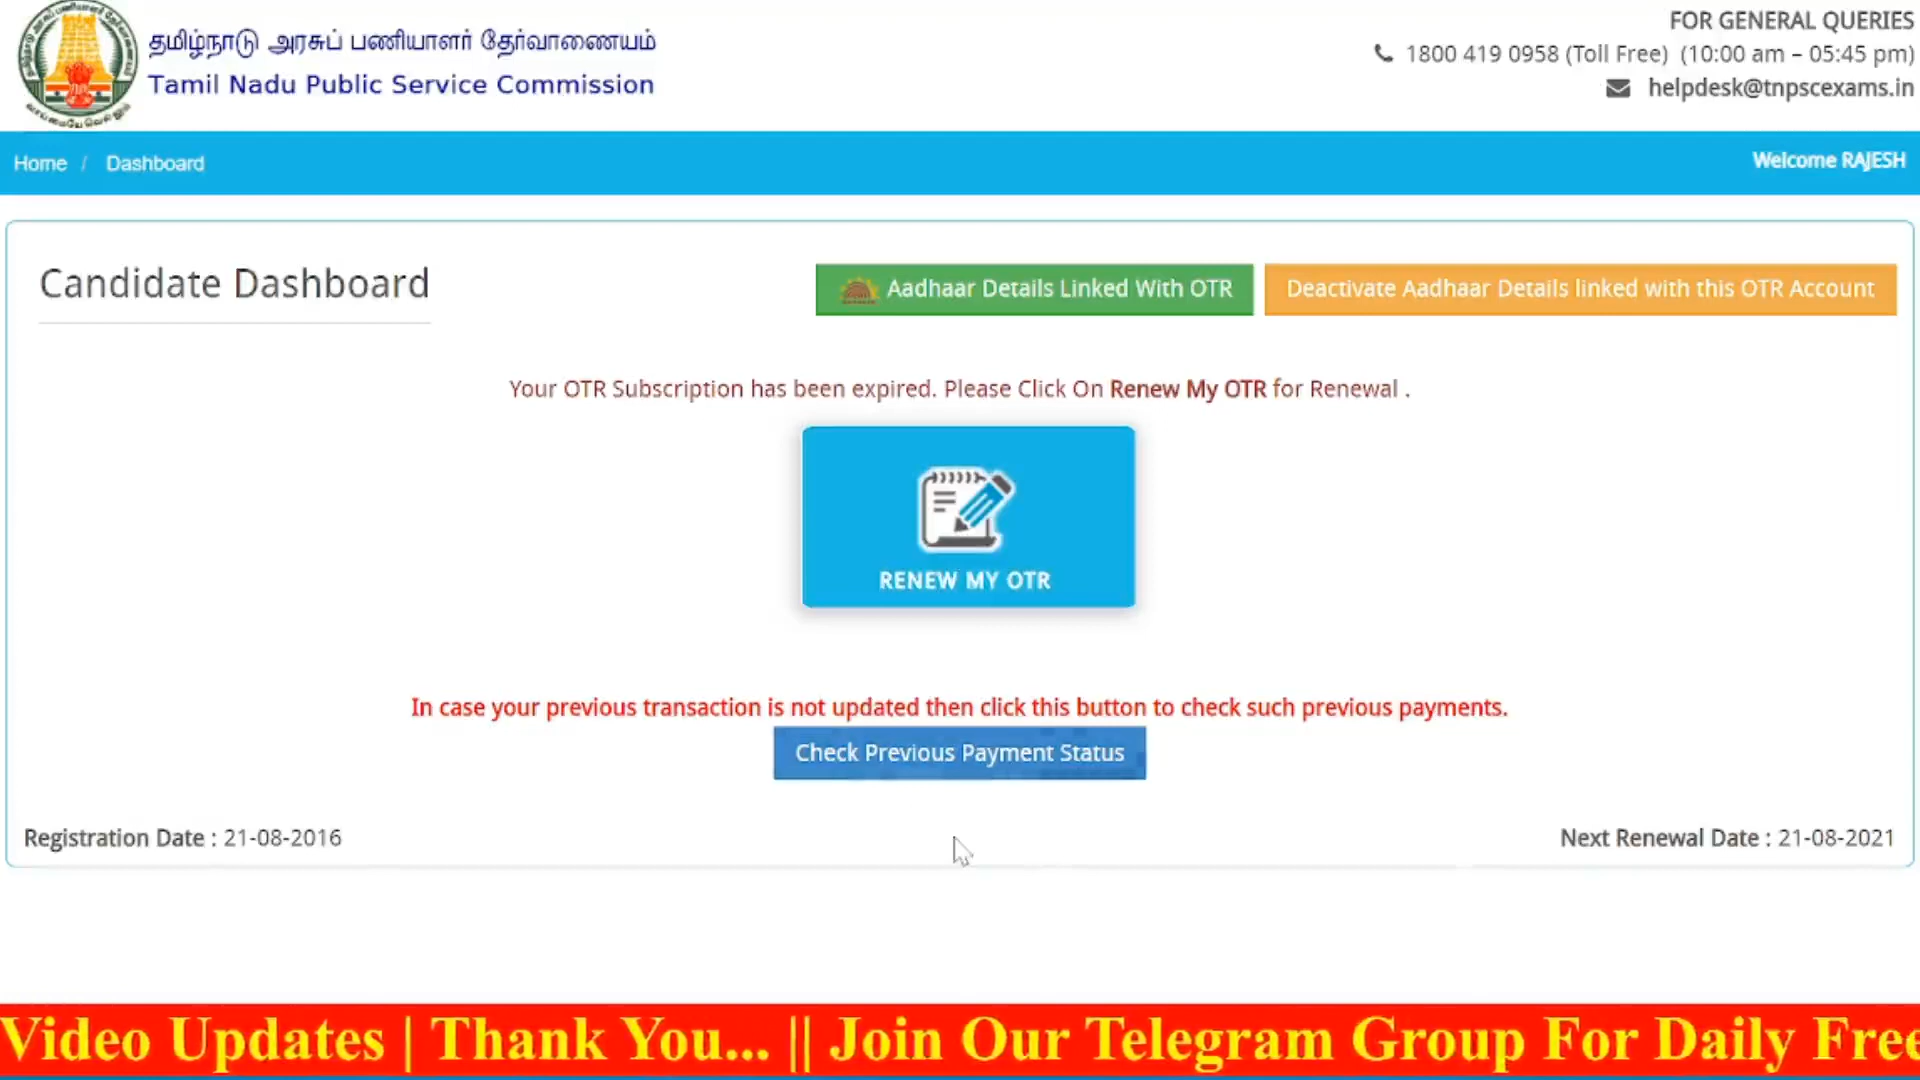 தமிழ்நாடு அரசுப் பணியாளர் தேர்வாணையம்
Tamil Nadu Public Service Commission
FOR GENERAL QUERIES
1800 419 0958 (Toll Free) (10:00 am – 05:45 pm)
helpdesk@tnpscexams.in
Home / Dashboard
Welcome RAJESH
Candidate Dashboard
Aadhaar Details Linked With OTR
Deactivate Aadhaar Details linked with this OTR Account
Your OTR Subscription has been expired. Please Click On Renew My OTR for Renewal .
RENEW MY OTR
In case your previous transaction is not updated then click this button to check such previous payments.
Check Previous Payment Status
Registration Date : 21-08-2016
Next Renewal Date : 21-08-2021
Video Updates | Thank You... || Join Our Telegram Group For Daily Free